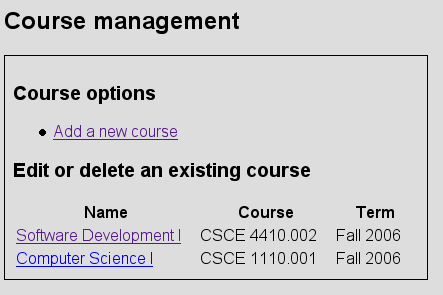 Course management
Course options
Add a new course
Edit or delete an existing course
Name Course Term
Software Development I CSCE 4410.002 Fall 2006
Computer Science I CSCE 1110.001 Fall 2006